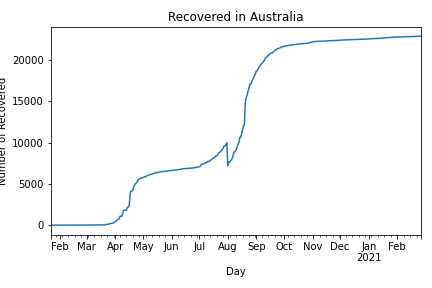 Recovered in Australia
Number of Recovered
20000
15000
10000
5000
0
Feb Mar Apr May Jun Jul Aug Sep Oct Nov Dec Jan Feb
2021
Day